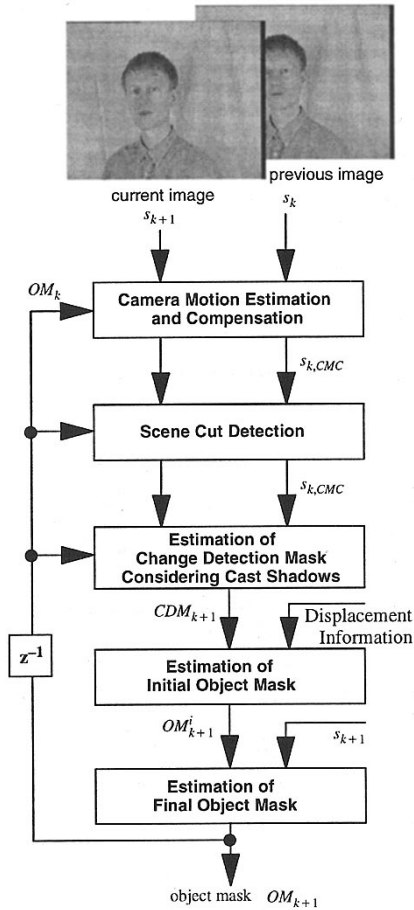 current image
previous image
s_{k+1}
s_k
OM_k
Camera Motion Estimation
and Compensation
s_{k,CMC}
Scene Cut Detection
s_{k,CMC}
Estimation of
Change Detection Mask
Considering Cast Shadows
CDM_{k+1}
Displacement
Information
z^{-1}
Estimation of
Initial Object Mask
OM^i_{k+1}
s_{k+1}
Estimation of
Final Object Mask
object mask OM_{k+1}